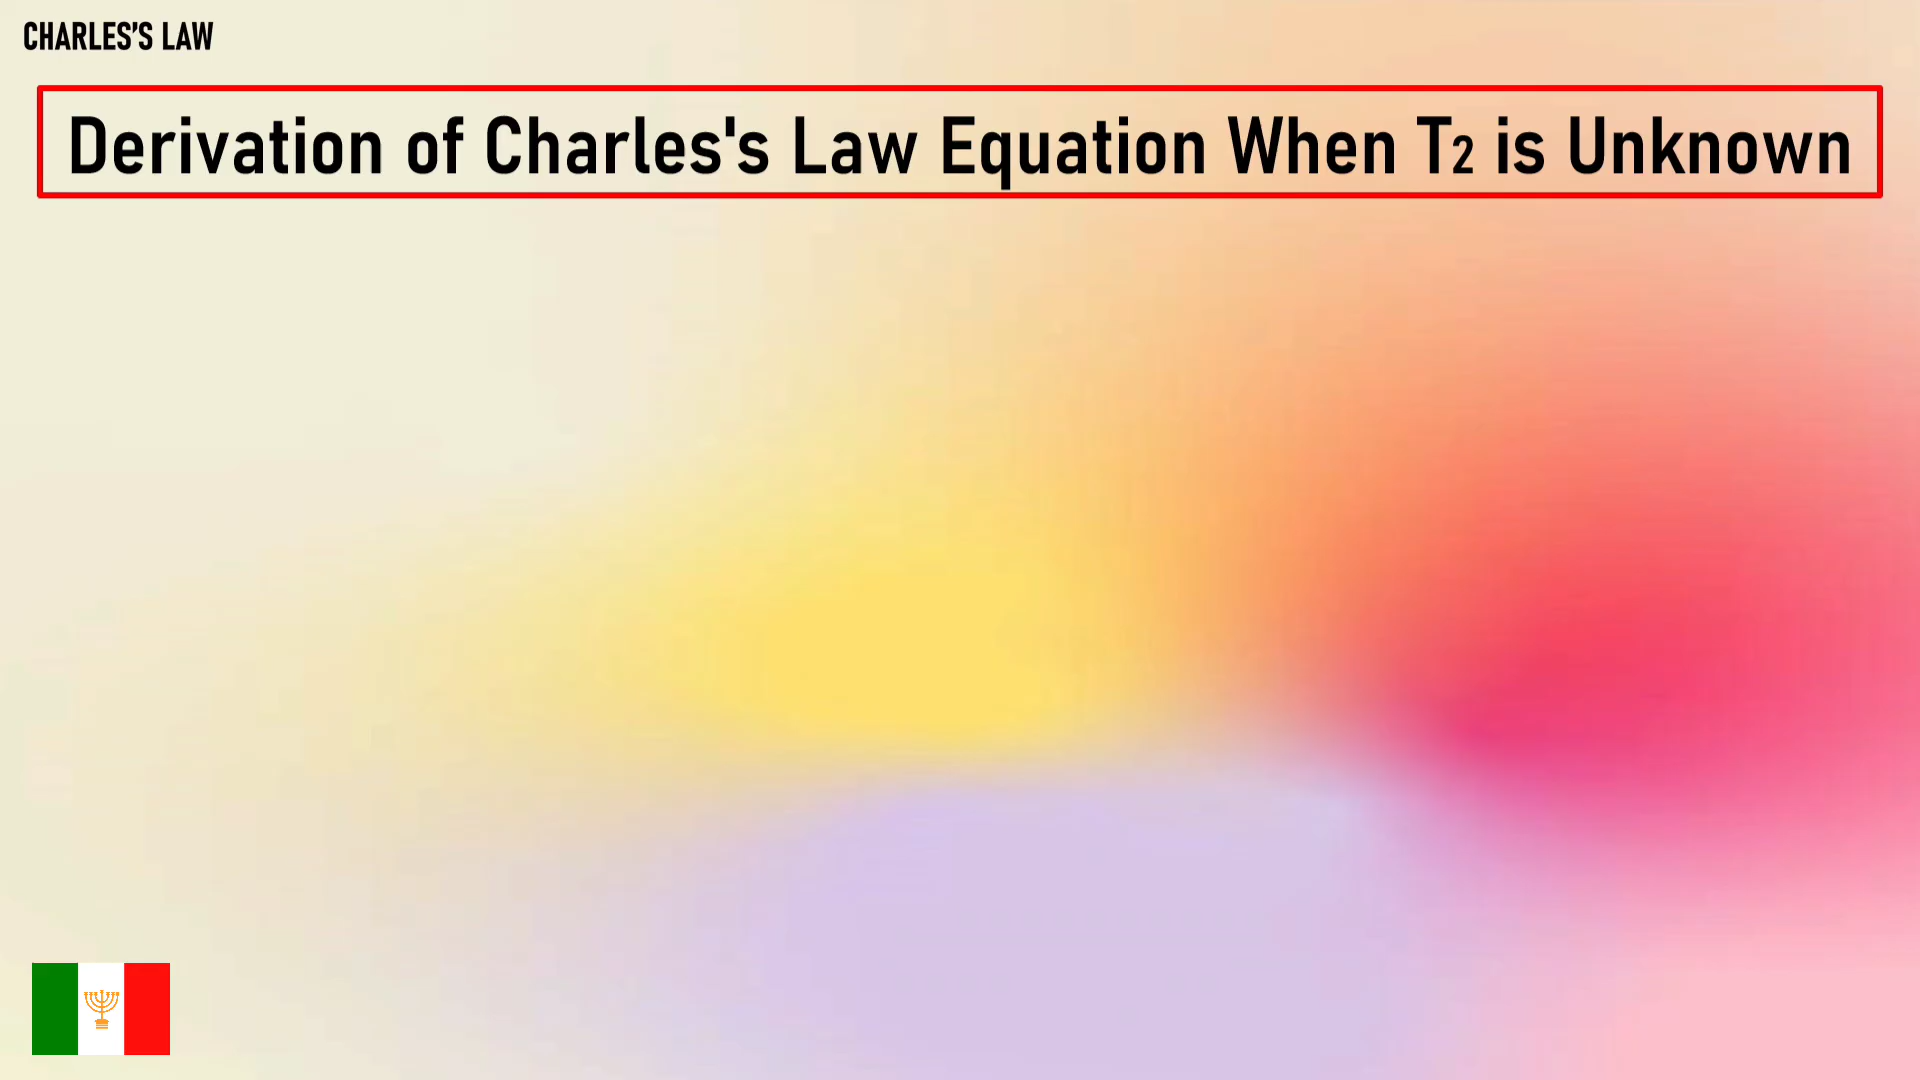 CHARLES’S LAW
Derivation of Charles's Law Equation When T₂ is Unknown